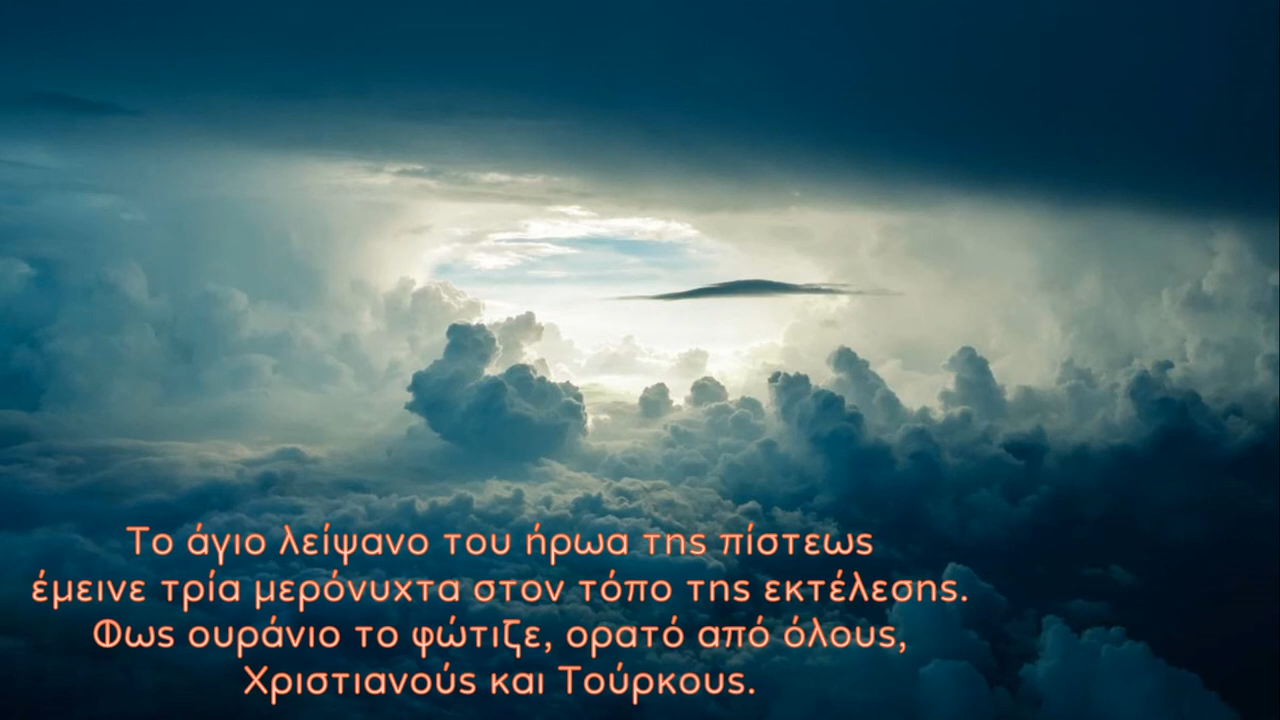 Το άγιο λείψανο του ήρωα της πίστεως
έμεινε τρία μερόνυχτα στον τόπο της εκτέλεσης.
Φως ουράνιο το φώτιζε, ορατό από όλους,
Χριστιανούς και Τούρκους.